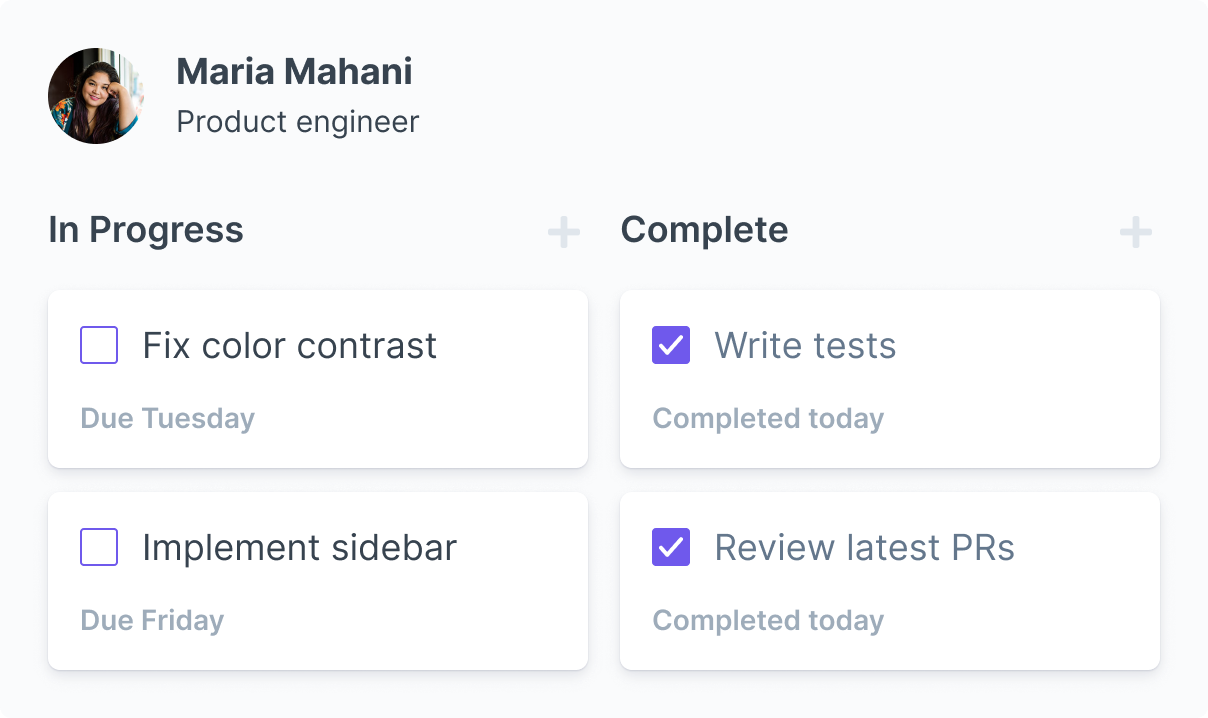 Maria Mahani
Product engineer
In Progress
Fix color contrast
Due Tuesday
Implement sidebar
Due Friday
Complete
Write tests
Completed today
Review latest PRs
Completed today